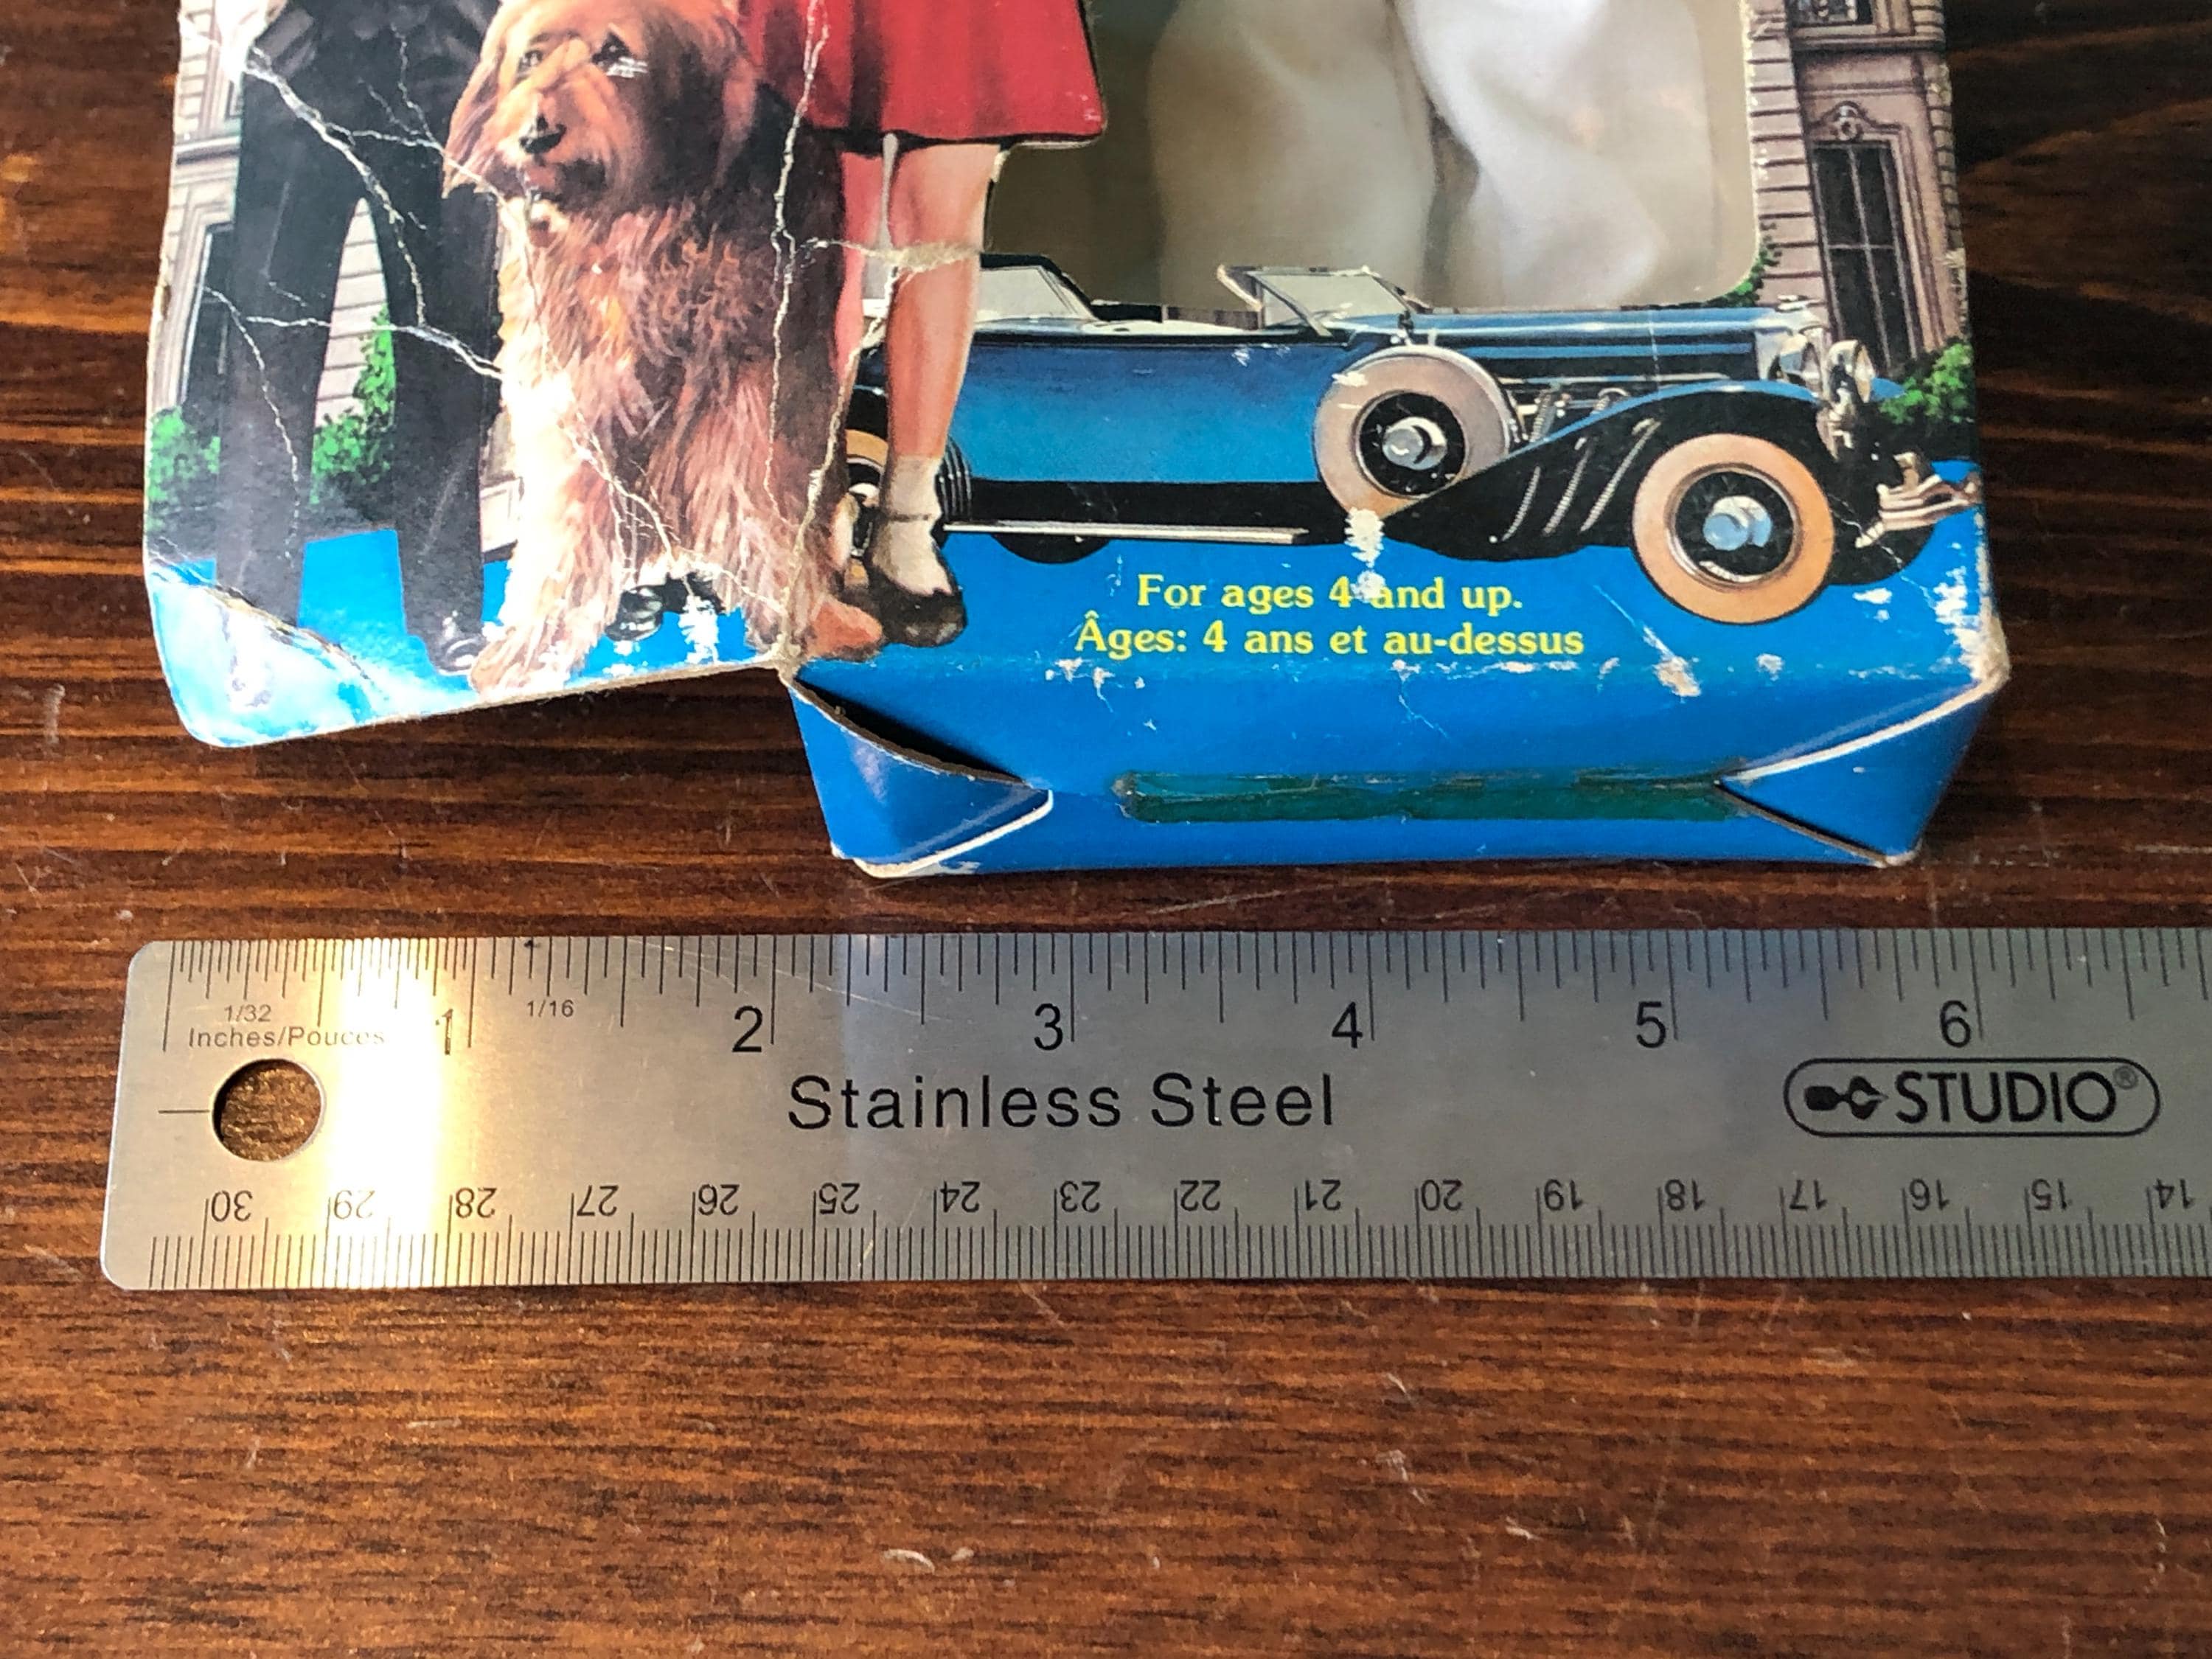 For ages 4 and up.
Âges: 4 ans et au-dessus
1/32
Inches/Pouces
1/16
1 2 3 4 5 6
Stainless Steel
STUDIO®
30 29 28 27 26 25 24 23 22 21 20 19 18 17 16 15 14